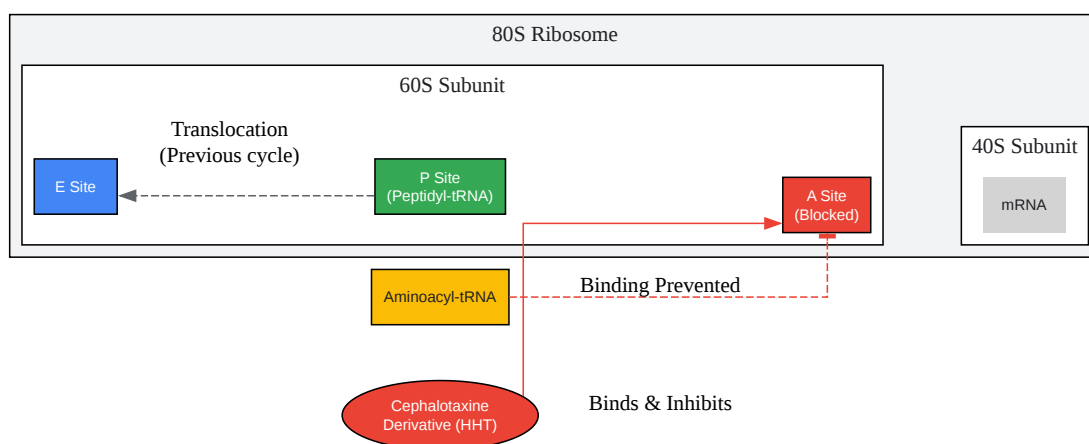 80S Ribosome
60S Subunit
Translocation
(Previous cycle)
E Site
P Site
(Peptidyl-tRNA)
A Site
(Blocked)
40S Subunit
mRNA
Aminoacyl-tRNA
Binding Prevented
Cephalotaxine
Derivative (HHT)
Binds & Inhibits